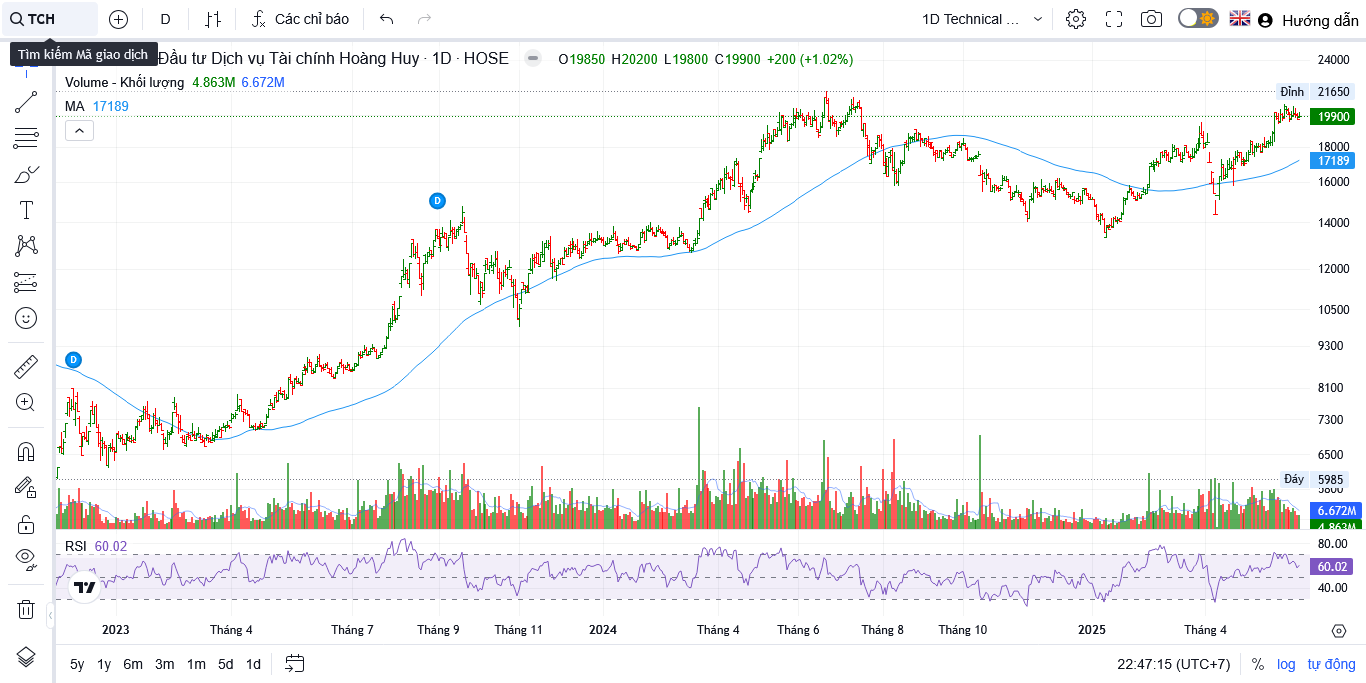 TCH
D
Các chỉ báo
1D Technical ...
Hướng dẫn
Tìm kiếm Mã giao dịch
Đầu tư Dịch vụ Tài chính Hoàng Huy · 1D · HOSE
O19850 H20200 L19800 C19900 +200 (+1.02%)
Volume - Khối lượng 4.863M 6.672M
MA 17189
D
D
24000
Đỉnh 21650
19900
18000
17189
16000
14000
12000
10500
9300
8100
7300
6500
Đáy 5985
5800
6.672M
4.863M
RSI 60.02
80.00
60.02
40.00
2023
Tháng 4
Tháng 7
Tháng 9
Tháng 11
2024
Tháng 4
Tháng 6
Tháng 8
Tháng 10
2025
Tháng 4
5y 1y 6m 3m 1m 5d 1d
22:47:15 (UTC+7)
% log tự động